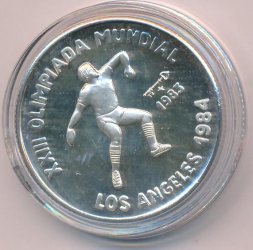 XXIII OLIMPIADA MUNDIAL
1983
LOS ANGELES 1984